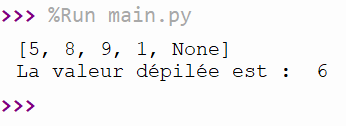 >>> %Run main.py
[5, 8, 9, 1, None]
La valeur dépilée est :  6
>>>